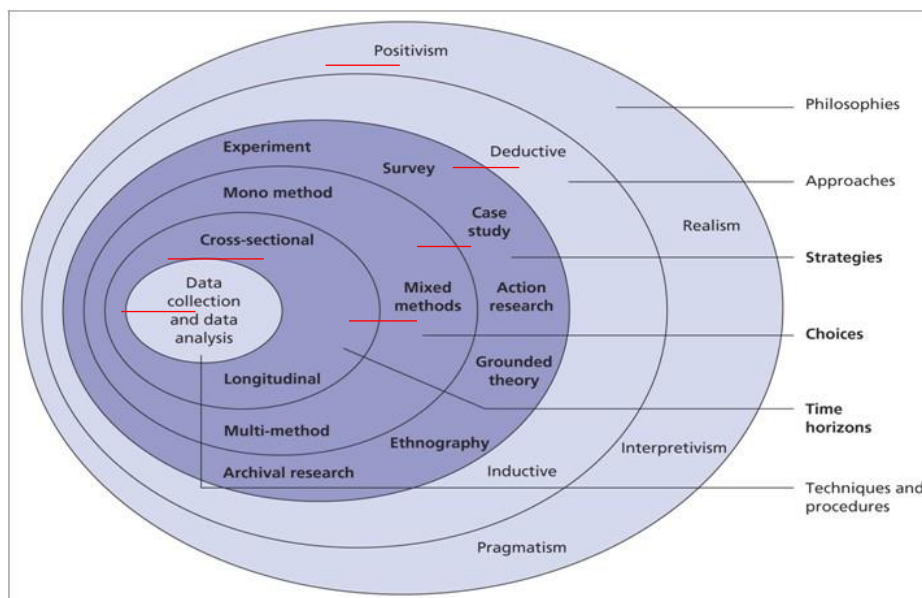 Positivism
Philosophies
Experiment
Deductive
Survey
Approaches
Mono method
Case
study
Realism
Cross-sectional
Strategies
Data
collection
and data
analysis
Mixed
methods
Action
research
Choices
Grounded
theory
Longitudinal
Time
horizons
Multi-method
Ethnography
Interpretivism
Archival research
Inductive
Techniques and
procedures
Pragmatism